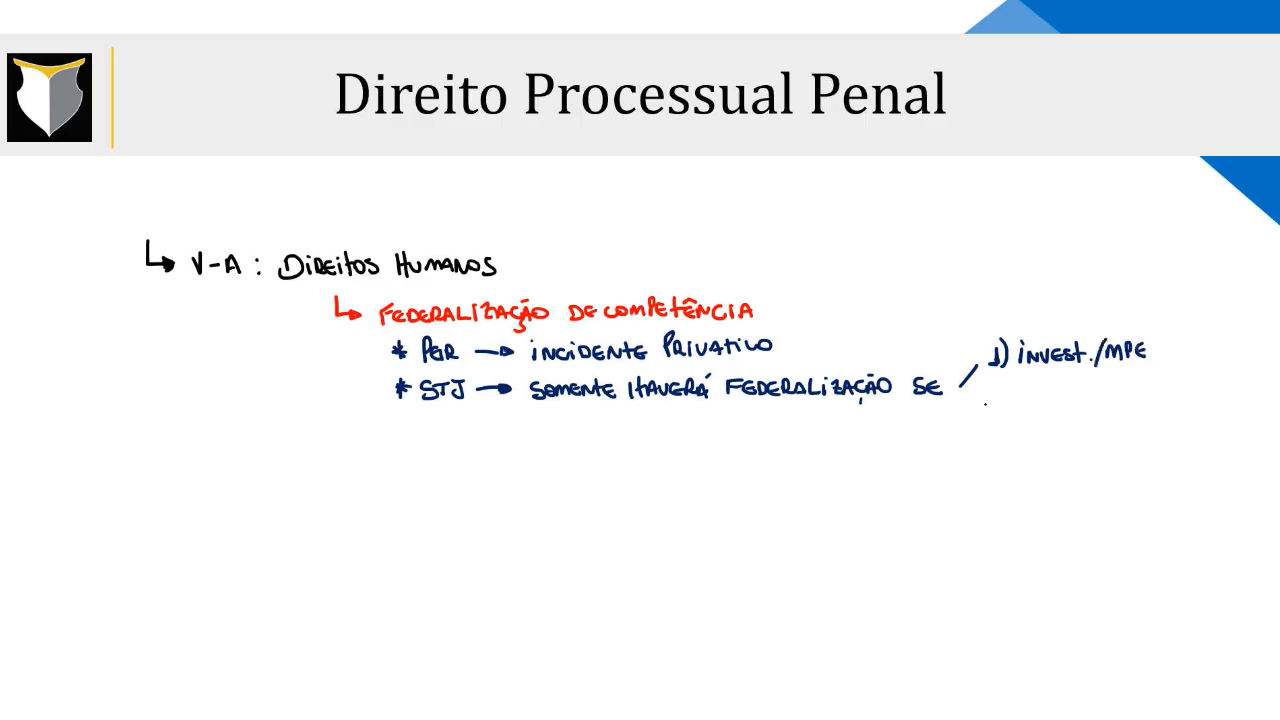 Direito Processual Penal
V-A: DIREITOS HUMANOS
FEDERALIZAÇÃO DE COMPETÊNCIA
* PGR → INCIDENTE PRIVATIVO
* STJ → SOMENTE HAVERÁ FEDERALIZAÇÃO SE
1) INVEST./MPE